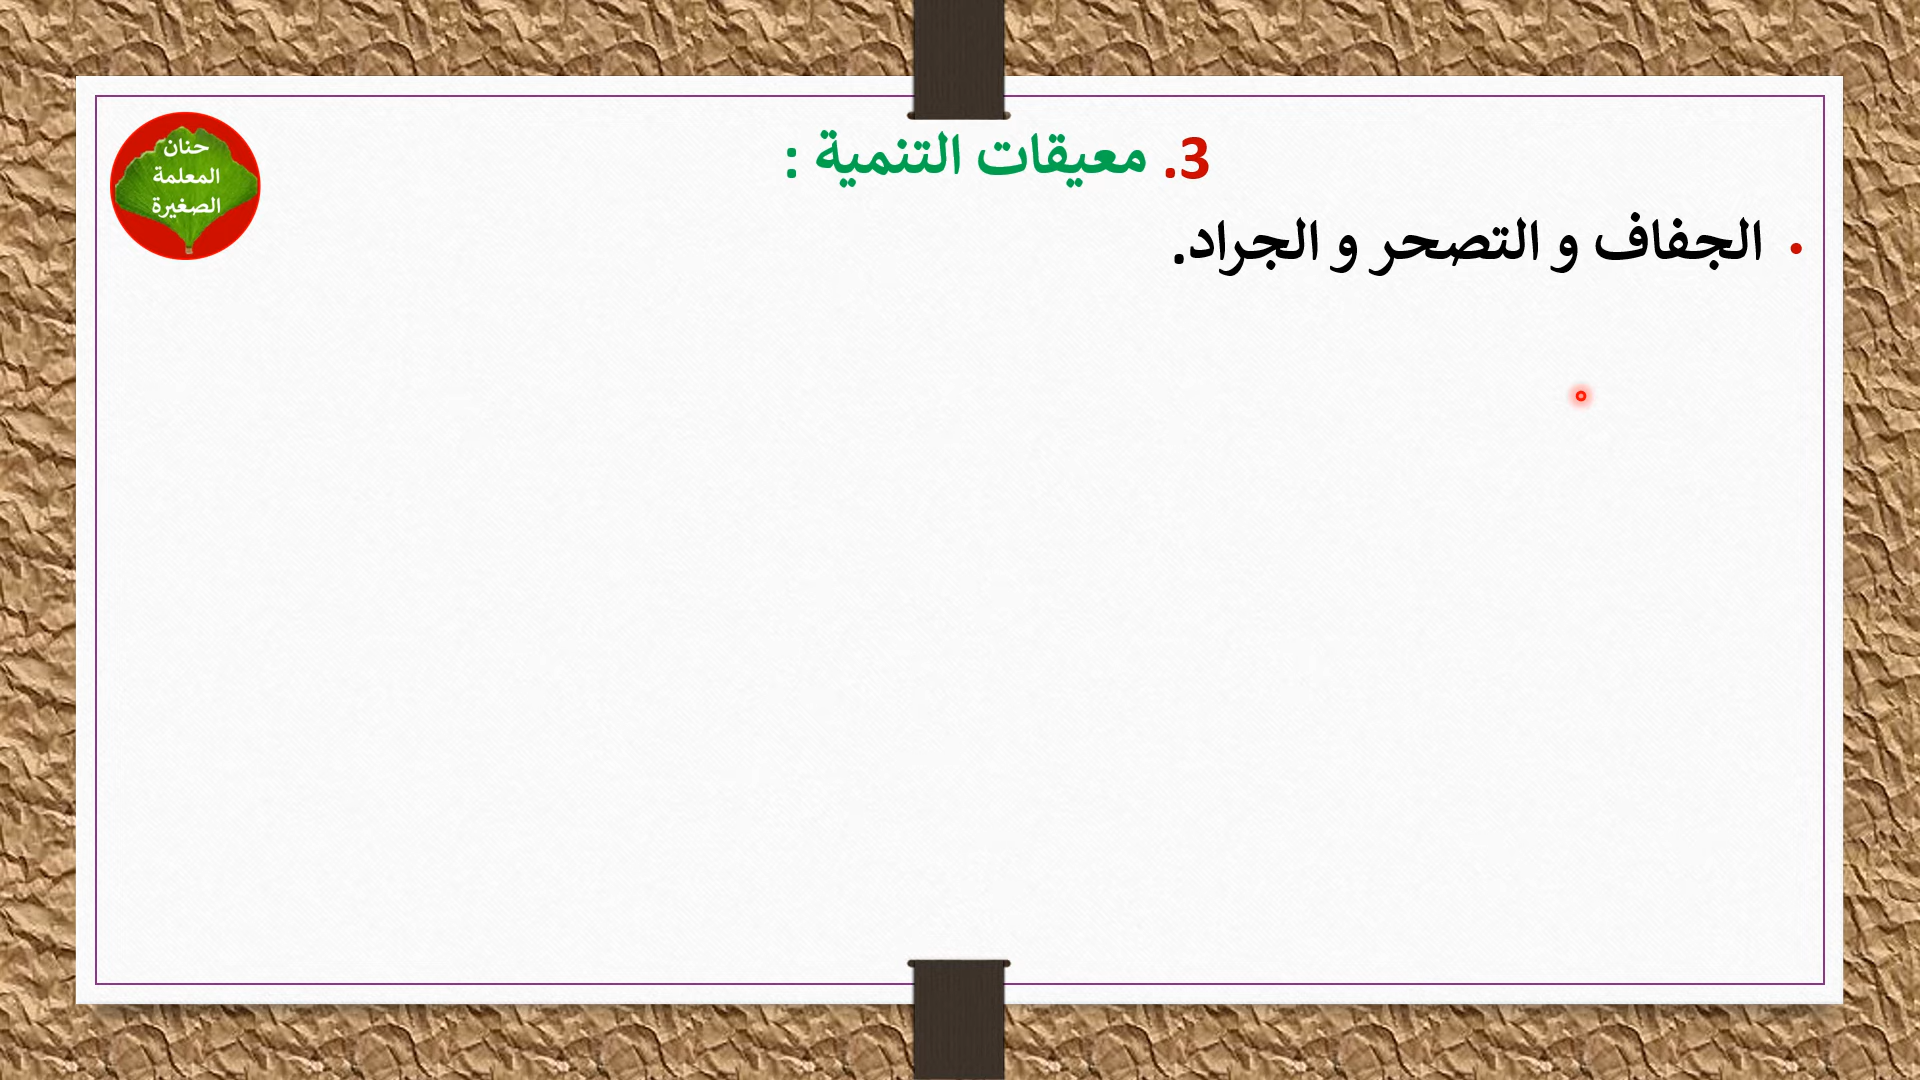 حنان
المعلمة
الصغيرة
3. معيقات التنمية :
• الجفاف و التصحر و الجراد.